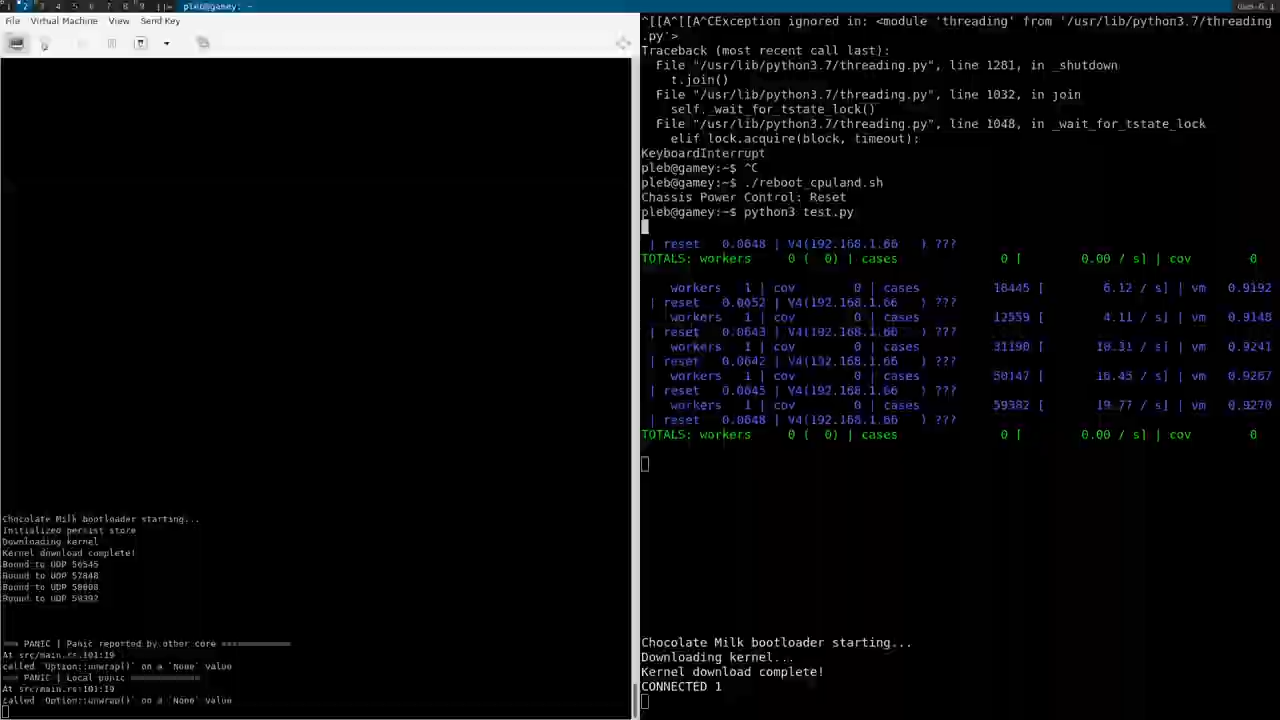 1 2 3 4 5 6 7 8 9 pleb@gamey: ~
File Virtual Machine View Send Key
Chocolate Milk bootloader starting...
Initialized persist store
Downloading kernel
Kernel download complete!
Bound to UDP
Bound to UDP
Bound to UDP
Bound to UDP
=== PANIC | Panic reported by other core ============
At src/main.rs:101:19
called `Option::unwrap()` on a `None` value
=== PANIC | Local panic =================
At src/main.rs:101:19
called `Option::unwrap()` on a `None` value
^[[A^[[A^CException ignored in: <module 'threading' from '/usr/lib/python3.7/threading
.py'>
Traceback (most recent call last):
File "/usr/lib/python3.7/threading.py", line 1281, in _shutdown
t.join()
File "/usr/lib/python3.7/threading.py", line 1032, in join
self._wait_for_tstate_lock()
File "/usr/lib/python3.7/threading.py", line 1048, in _wait_for_tstate_lock
elif lock.acquire(block, timeout):
KeyboardInterrupt
pleb@gamey:~$ ^C
pleb@gamey:~$ ./reboot_cpuland.sh
Chassis Power Control: Reset
pleb@gamey:~$ python3 test.py
| reset 0.0648 | V4(192.168.1.66 ) ???
TOTALS: workers 0 ( 0) | cases 0 [ 0.00 / s] | cov 0
workers 1 | cov 0 | cases 18445 [ 6.12 / s] | vm 0.9192
| reset 0.0652 | V4(192.168.1.66 ) ???
workers 1 | cov 0 | cases 12559 [ 4.11 / s] | vm 0.9148
| reset 0.0643 | V4(192.168.1.66 ) ???
workers 1 | cov 0 | cases 31190 [ / s] | vm 0.9241
| reset 0.0642 | V4(192.168.1.66 ) ???
workers 1 | cov 0 | cases 50147 [ 16.45 / s] | vm 0.9267
| reset 0.0645 | V4(192.168.1.66 ) ???
workers 1 | cov 0 | cases 59382 [ 19.77 / s] | vm 0.9270
| reset 0.0648 | V4(192.168.1.66 ) ???
TOTALS: workers 0 ( 0) | cases 0 [ 0.00 / s] | cov 0
Chocolate Milk bootloader starting...
Downloading kernel...
Kernel download complete!
CONNECTED 1